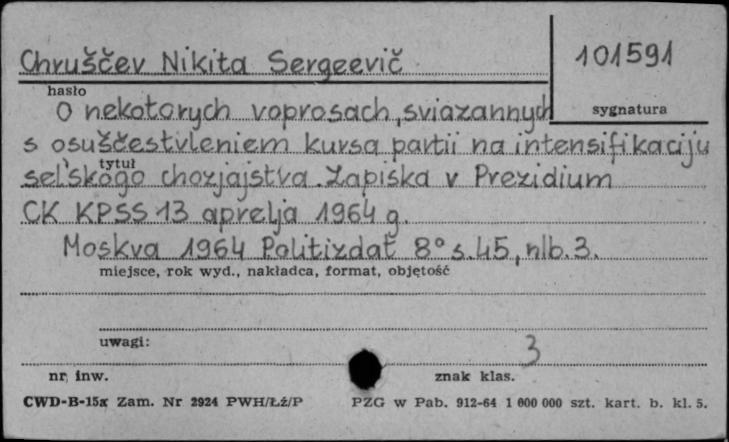 Chruščev Nikita Sergeevič
101591
hasło
sygnatura
O nekotorych voprosach, sviazannych
s osuščestvleniem kursa partii na intensifikaciju
tytuł
sel'skogo chozjajstva. Zapiska v Prezidium
CK KPSS 13 aprelja 1964 g.
Moskva 1964 Politizdat 8° s. 45, nlb. 3.
miejsce, rok wyd., nakładca, format, objętość
uwagi:
3
nr. inw.
znak klas.
CWD-B-15a Zam. Nr 2924 PWH/Łź/P
PZG w Pab. 912-64 1 000 000 szt. kart. b. kl. 5.